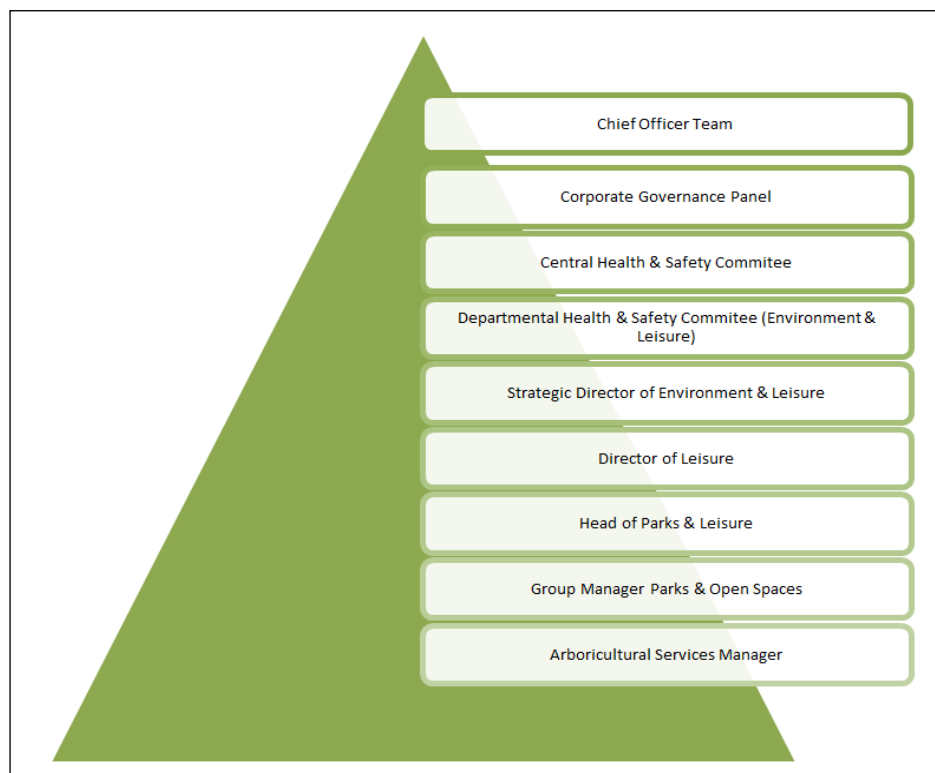 Chief Officer Team
Corporate Governance Panel
Central Health & Safety Commitee
Departmental Health & Safety Commitee (Environment &
Leisure)
Strategic Director of Environment & Leisure
Director of Leisure
Head of Parks & Leisure
Group Manager Parks & Open Spaces
Arboricultural Services Manager